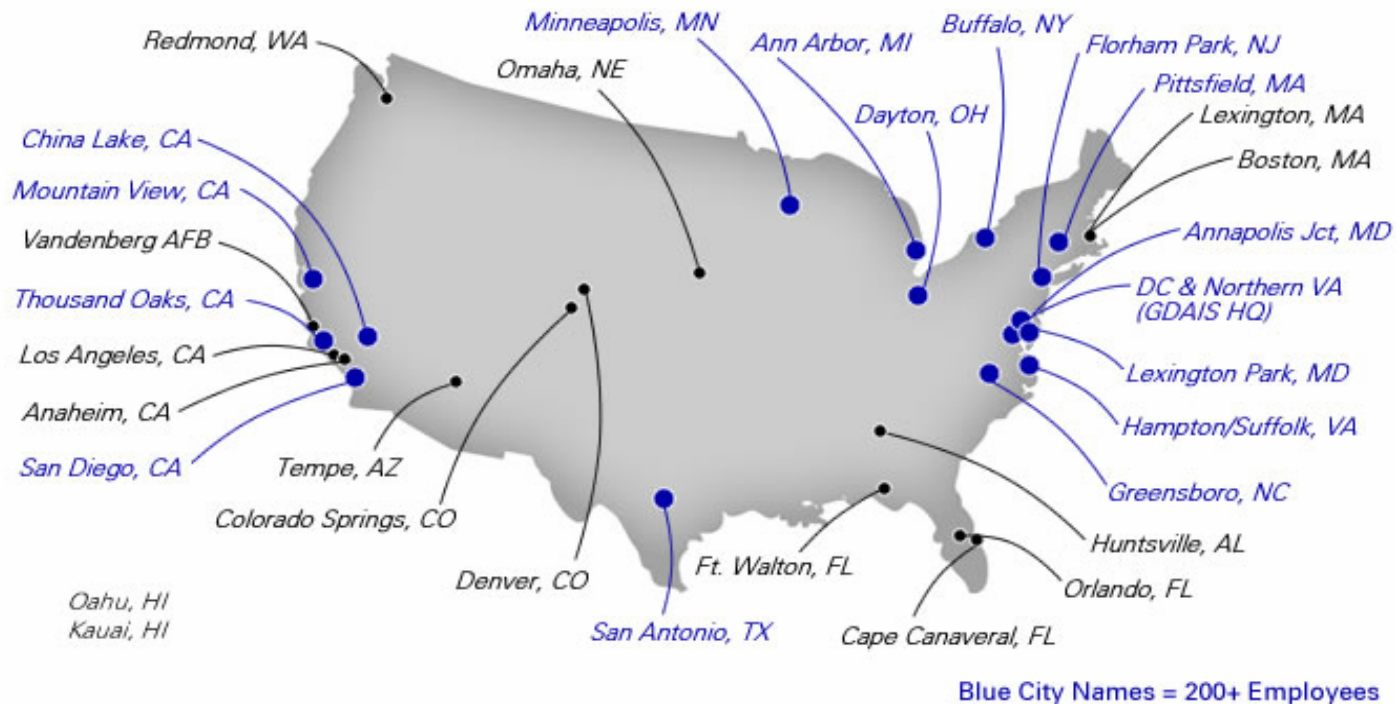 Minneapolis, MN
Buffalo, NY
Redmond, WA
Ann Arbor, MI
Florham Park, NJ
Omaha, NE
Pittsfield, MA
Dayton, OH
Lexington, MA
China Lake, CA
Boston, MA
Mountain View, CA
Vandenberg AFB
Annapolis Jct, MD
Thousand Oaks, CA
DC & Northern VA
(GDAIS HQ)
Los Angeles, CA
Lexington Park, MD
Anaheim, CA
Hampton/Suffolk, VA
San Diego, CA
Tempe, AZ
Greensboro, NC
Colorado Springs, CO
Huntsville, AL
Ft. Walton, FL
Denver, CO
Orlando, FL
Oahu, HI
Kauai, HI
San Antonio, TX
Cape Canaveral, FL
Blue City Names = 200+ Employees